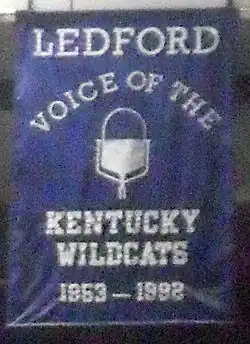 LEDFORD
VOICE OF THE
KENTUCKY
WILDCATS
1953-1992